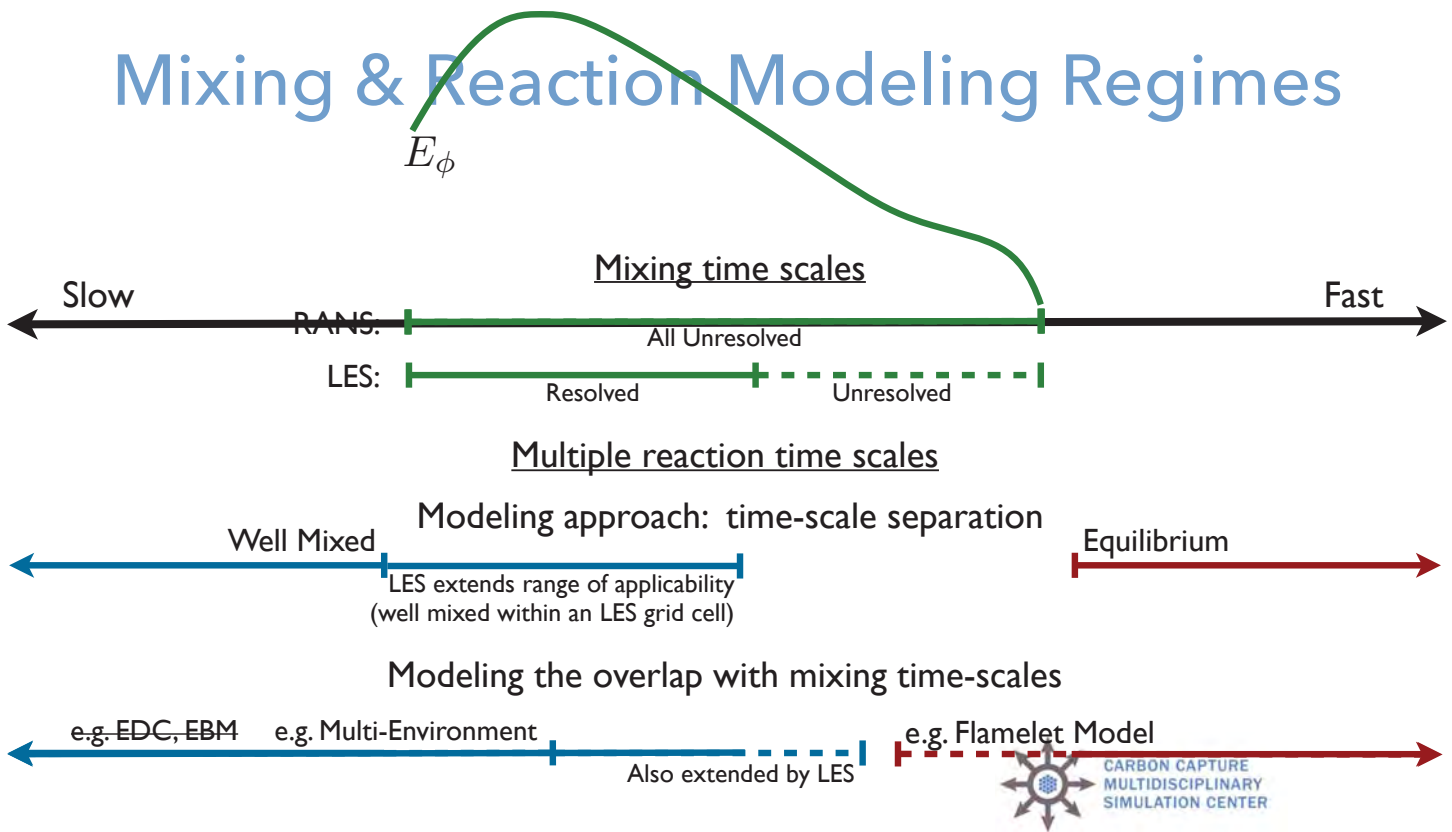 Mixing & Reaction Modeling Regimes
E_ϕ
Mixing time scales
Slow
Fast
RANS:
All Unresolved
LES:
Resolved
Unresolved
Multiple reaction time scales
Modeling approach: time-scale separation
Well Mixed
Equilibrium
LES extends range of applicability
(well mixed within an LES grid cell)
Modeling the overlap with mixing time-scales
e.g. EDC, EBM
e.g. Multi-Environment
e.g. Flamelet Model
Also extended by LES
CARBON CAPTURE
MULTIDISCIPLINARY
SIMULATION CENTER